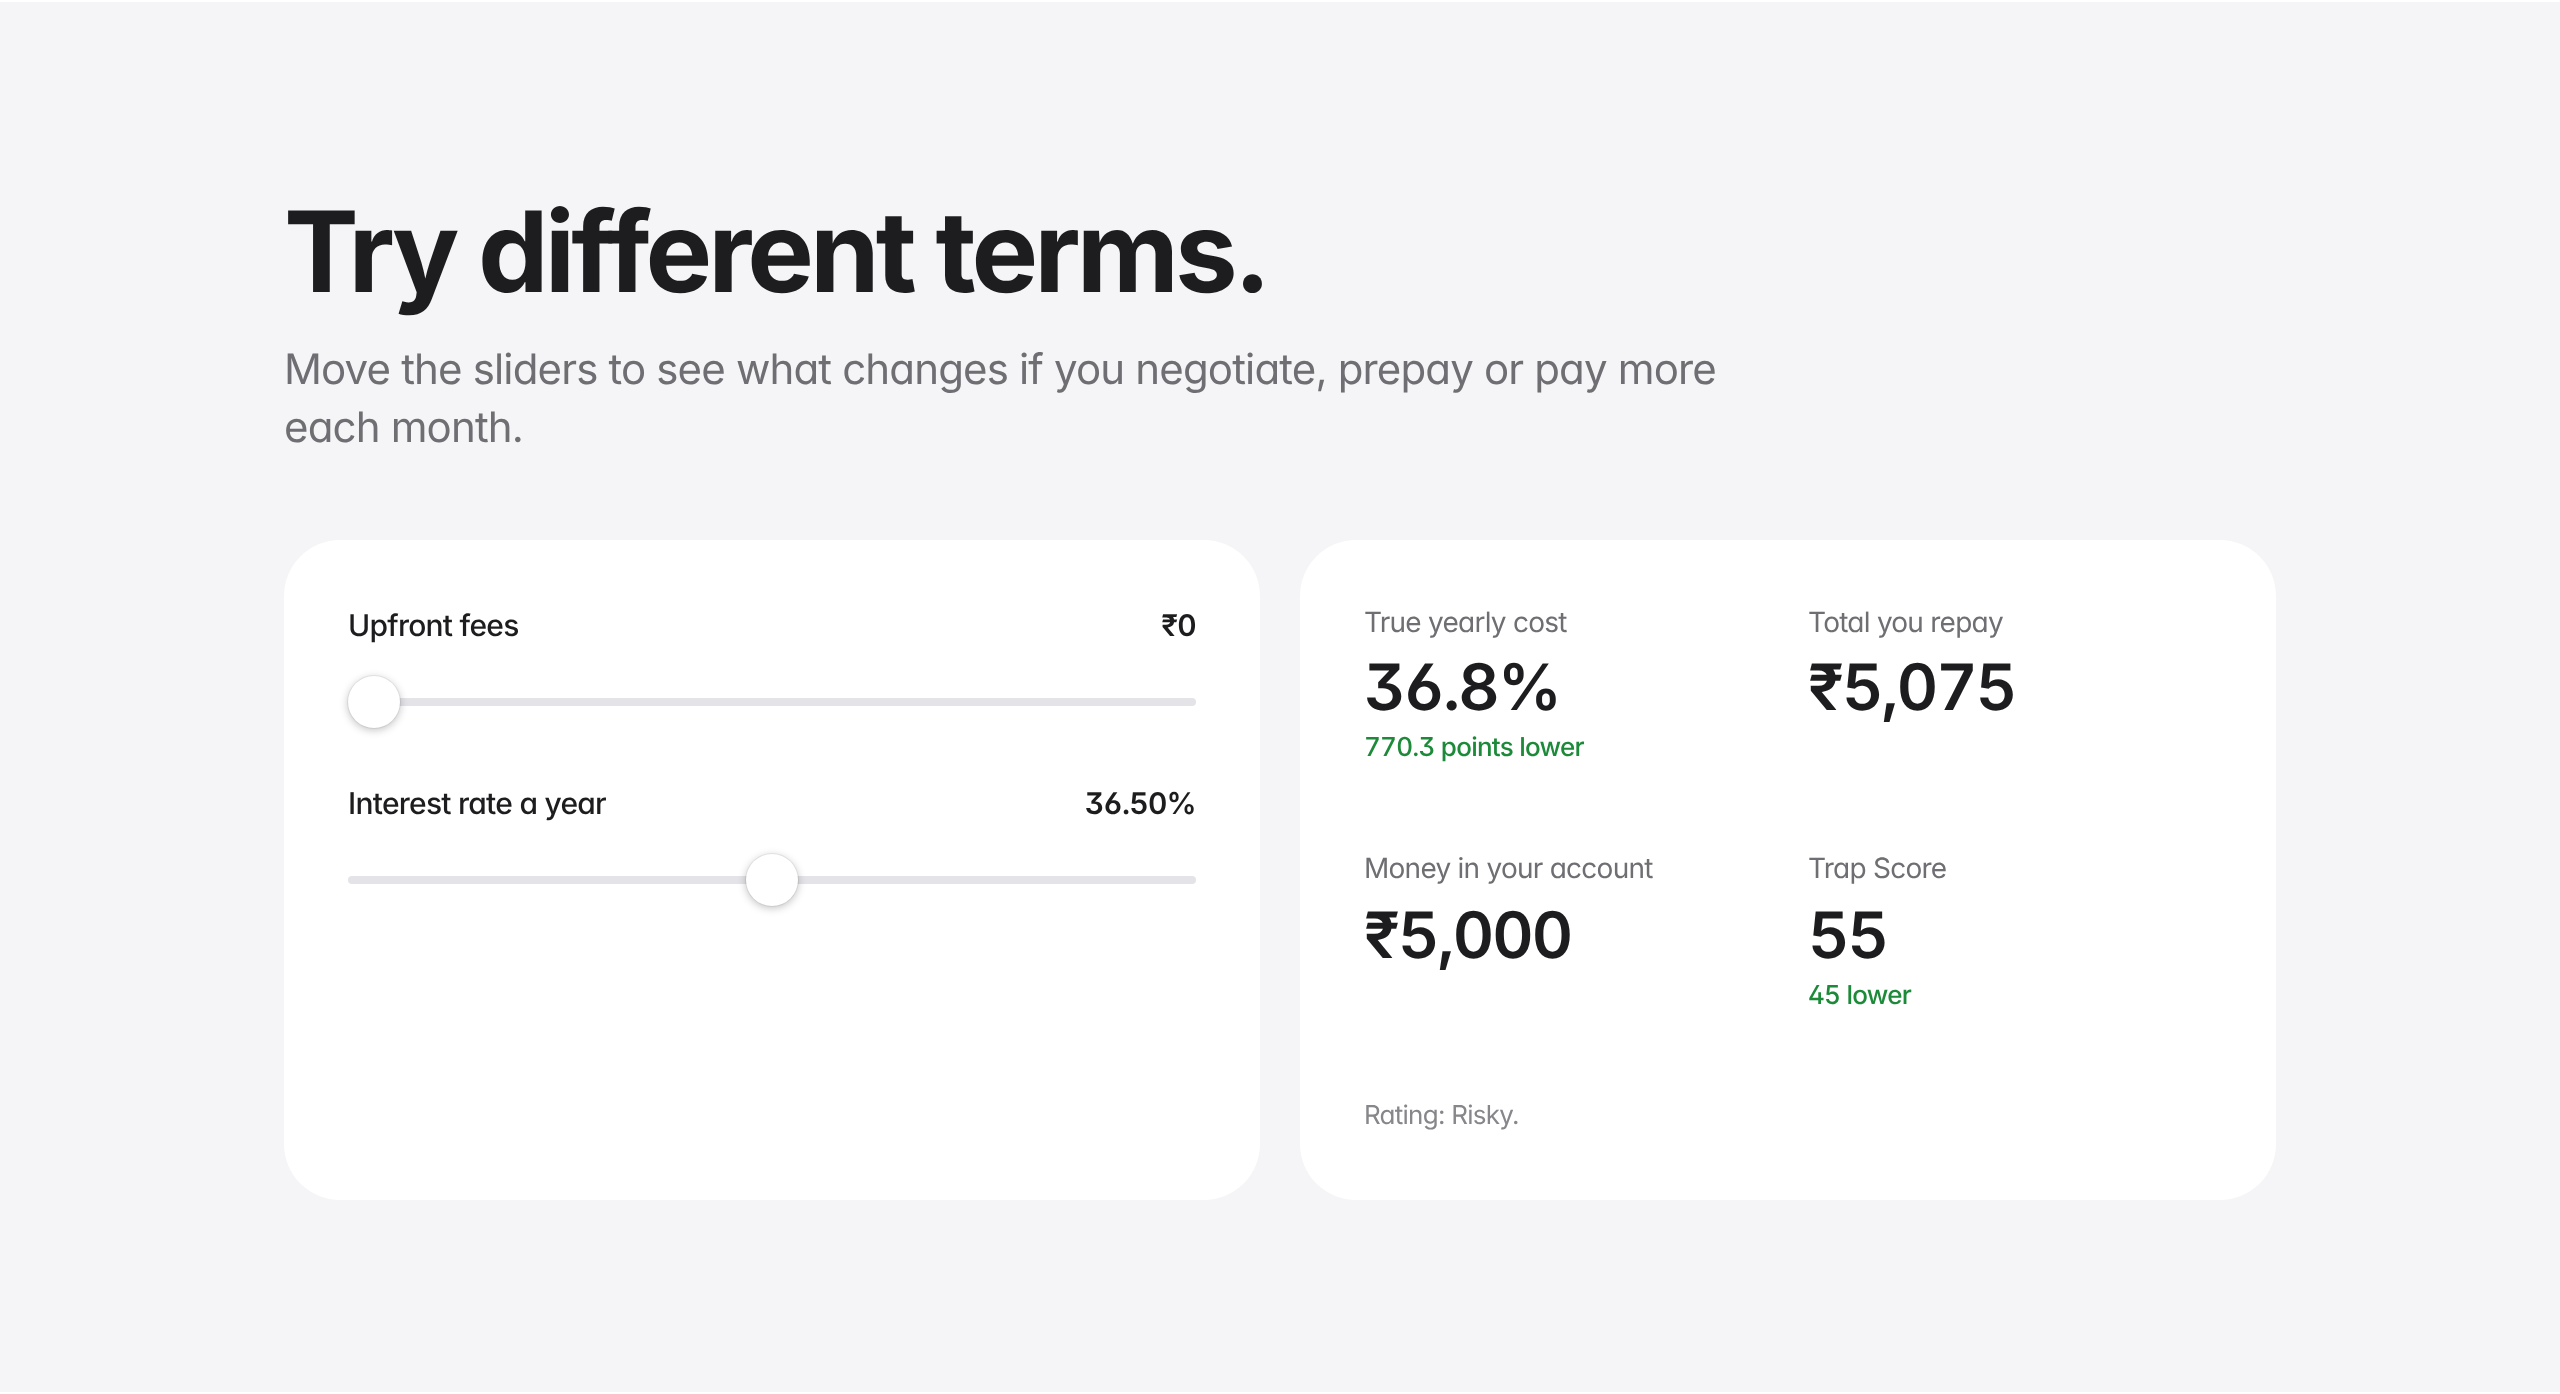 Try different terms.
Move the sliders to see what changes if you negotiate, prepay or pay more
each month.
Upfront fees ₹0
Interest rate a year 36.50%
True yearly cost
36.8%
770.3 points lower
Total you repay
₹5,075
Money in your account
₹5,000
Trap Score
55
45 lower
Rating: Risky.